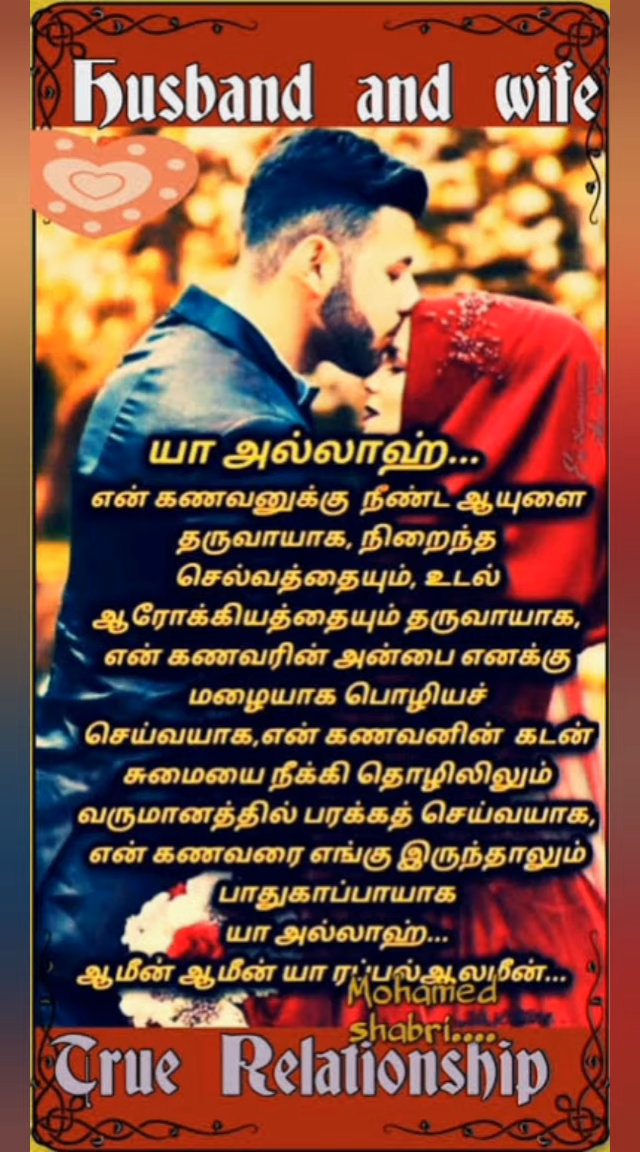 Husband and wife
யா அல்லாஹ்...
என் கணவனுக்கு நீண்ட ஆயுளை
தருவாயாக, நிறைந்த
செல்வத்தையும், உடல்
ஆரோக்கியத்தையும் தருவாயாக,
என் கணவரின் அன்பை எனக்கு
மழையாக பொழியச்
செய்வயாக,என் கணவனின் கடன்
சுமையை நீக்கி தொழிலிலும்
வருமானத்தில் பரக்கத் செய்வயாக,
என் கணவரை எங்கு இருந்தாலும்
பாதுகாப்பாயாக
யா அல்லாஹ்...
ஆமீன் ஆமீன் யா ரப்பல்ஆலமீன்...
Mohamed
shabri....
True Relationship